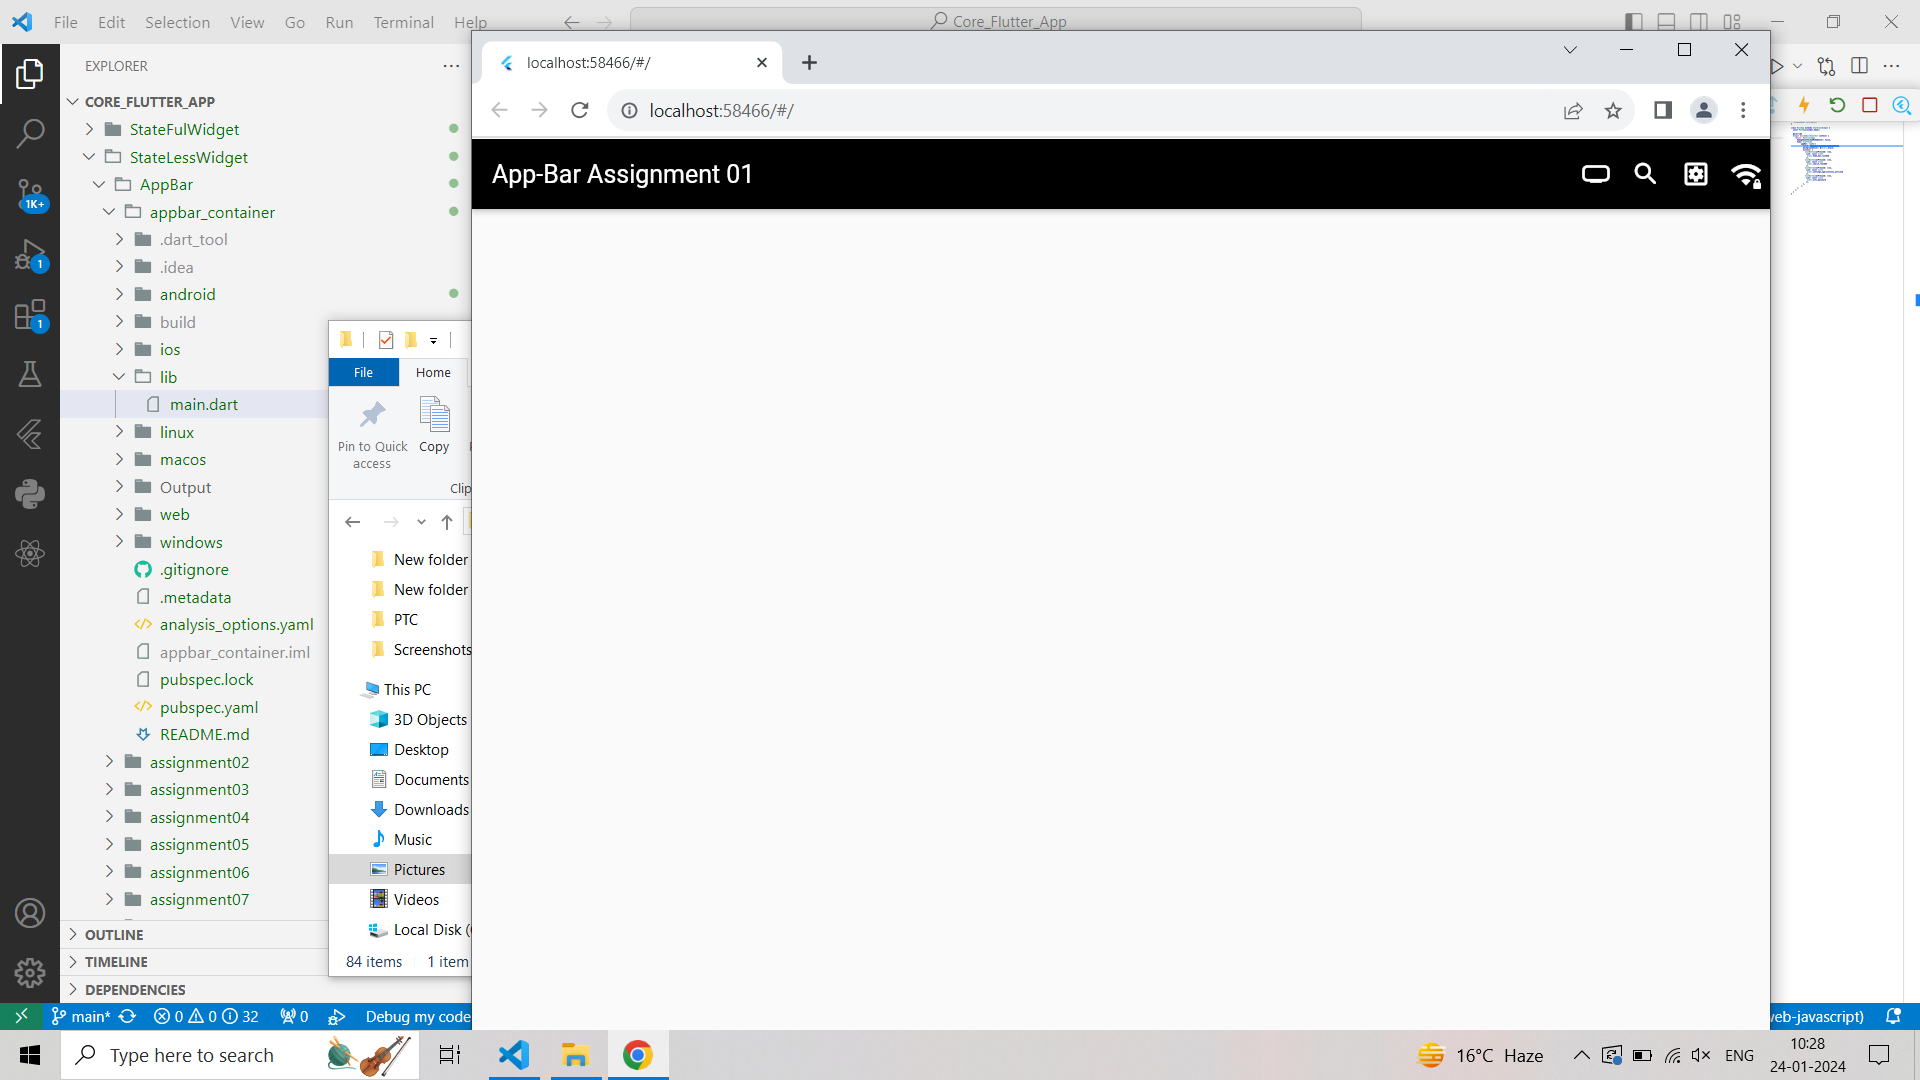 File Edit Selection View Go Run Terminal Help
Core_Flutter_App
EXPLORER
CORE_FLUTTER_APP
StateFulWidget
StateLessWidget
AppBar
appbar_container
.dart_tool
.idea
android
build
ios
lib
main.dart
linux
macos
Output
web
windows
.gitignore
.metadata
analysis_options.yaml
appbar_container.iml
pubspec.lock
pubspec.yaml
README.md
assignment02
assignment03
assignment04
assignment05
assignment06
assignment07
OUTLINE
TIMELINE
DEPENDENCIES
1K+
1
1
File Home
Pin to Quick access
Copy
Clip
New folder
New folder
PTC
Screenshots
This PC
3D Objects
Desktop
Documents
Downloads
Music
Pictures
Videos
Local Disk (
84 items 1 item
localhost:58466/#/
localhost:58466/#/
App-Bar Assignment 01
main* 0 0 32 0 Debug my code
web-javascript)
Type here to search
16°C Haze
ENG
10:28
24-01-2024